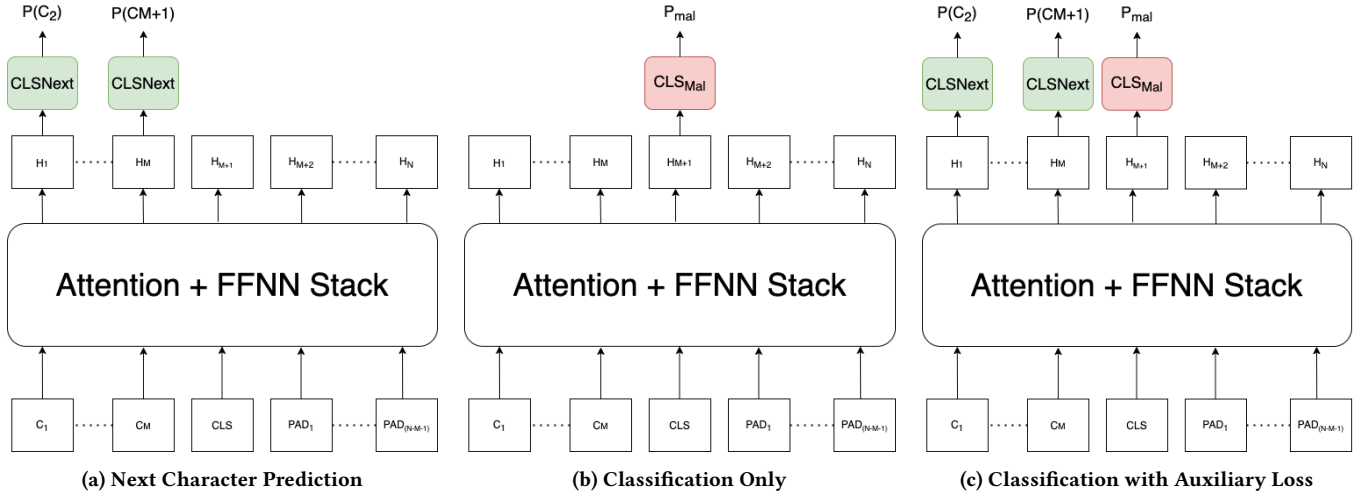 P(C2) P(CM+1) Pmal P(C2) P(CM+1) Pmal
CLSNext CLSNext CLSMal CLSNext CLSNext CLSMal
H1 HM HM+1 HM+2 HN H1 HM HM+1 HM+2 HN H1 HM HM+1 HM+2 HN
Attention + FFNN Stack Attention + FFNN Stack Attention + FFNN Stack
C1 CM CLS PAD1 PAD(N-M-1) C1 CM CLS PAD1 PAD(N-M-1) C1 CM CLS PAD1 PAD(N-M-1)
(a) Next Character Prediction (b) Classification Only (c) Classification with Auxiliary Loss